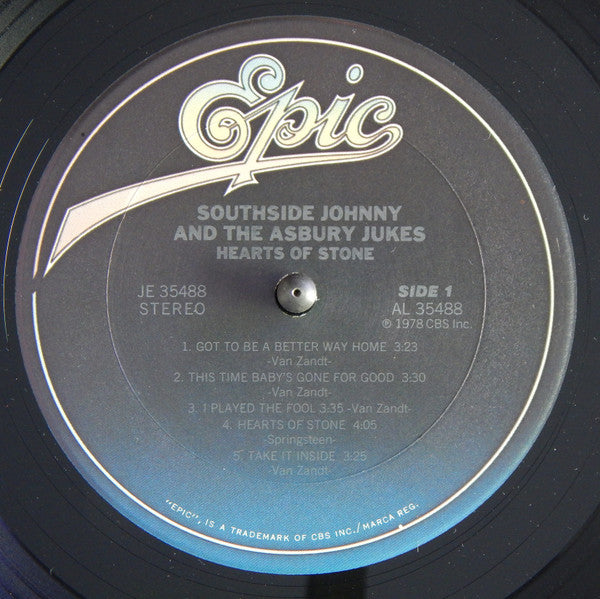 Epic
SOUTHSIDE JOHNNY
AND THE ASBURY JUKES
HEARTS OF STONE
JE 35488
STEREO
SIDE 1
AL 35488
© 1978 CBS Inc.
1. GOT TO BE A BETTER WAY HOME 3:23
-Van Zandt-
2. THIS TIME BABY'S GONE FOR GOOD 3:30
-Van Zandt-
3. I PLAYED THE FOOL 3:35 -Van Zandt-
4. HEARTS OF STONE 4:05
-Springsteen-
5. TAKE IT INSIDE 3:25
-Van Zandt-
"EPIC", IS A TRADEMARK OF CBS INC./MARCA REG.